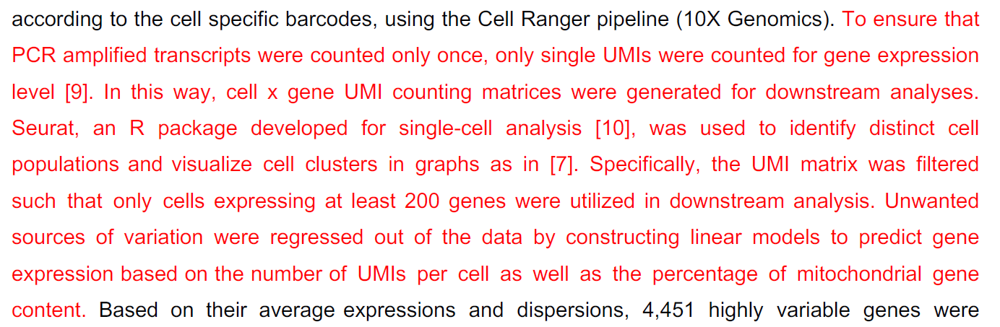 according to the cell specific barcodes, using the Cell Ranger pipeline (10X Genomics). To ensure that
PCR amplified transcripts were counted only once, only single UMIs were counted for gene expression
level [9]. In this way, cell x gene UMI counting matrices were generated for downstream analyses.
Seurat, an R package developed for single-cell analysis [10], was used to identify distinct cell
populations and visualize cell clusters in graphs as in [7]. Specifically, the UMI matrix was filtered
such that only cells expressing at least 200 genes were utilized in downstream analysis. Unwanted
sources of variation were regressed out of the data by constructing linear models to predict gene
expression based on the number of UMIs per cell as well as the percentage of mitochondrial gene
content. Based on their average expressions and dispersions, 4,451 highly variable genes were